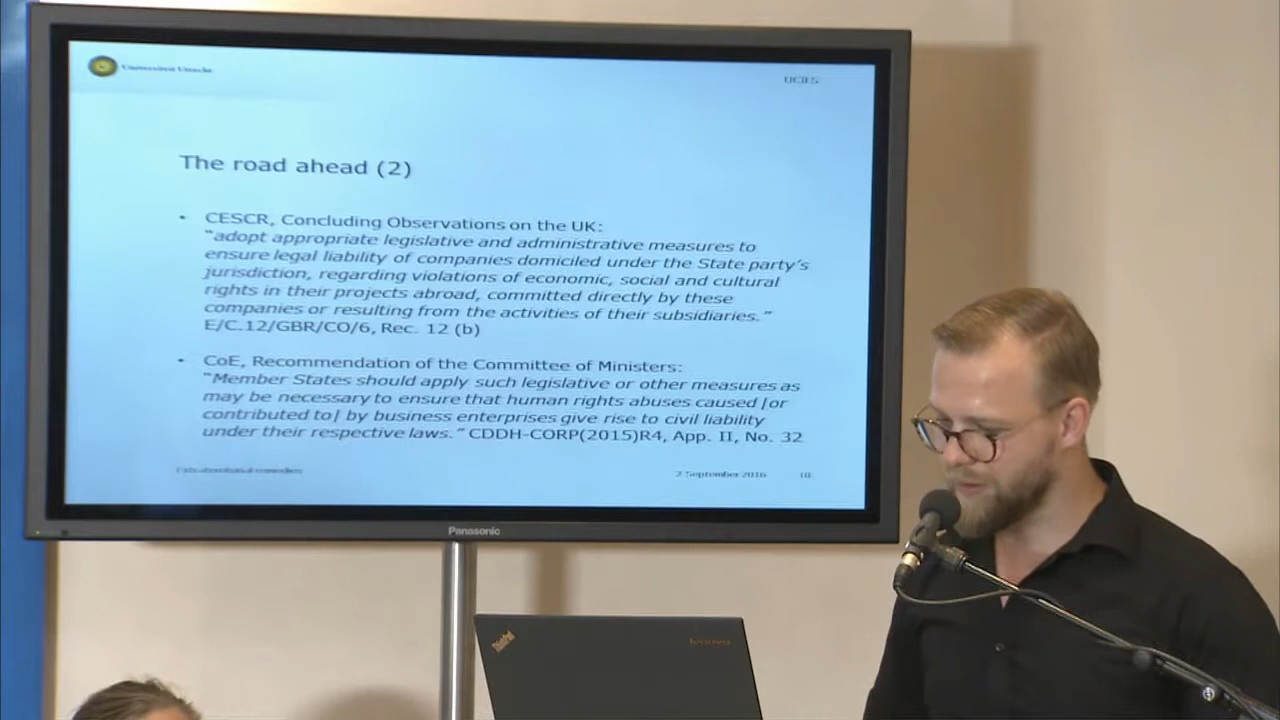 Universiteit Utrecht
The road ahead (2)
• CESCR, Concluding Observations on the UK:
“adopt appropriate legislative and administrative measures to
ensure legal liability of companies domiciled under the State party’s
jurisdiction, regarding violations of economic, social and cultural
rights in their projects abroad, committed directly by these
companies or resulting from the activities of their subsidiaries.”
E/C.12/GBR/CO/6, Rec. 12 (b)
• CoE, Recommendation of the Committee of Ministers:
“Member States should apply such legislative or other measures as
may be necessary to ensure that human rights abuses caused [or
contributed to] by business enterprises give rise to civil liability
under their respective laws.” CDDH-CORP(2015)R4, App. II, No. 32
remedies
2 September 2016
Panasonic
ThinkPad